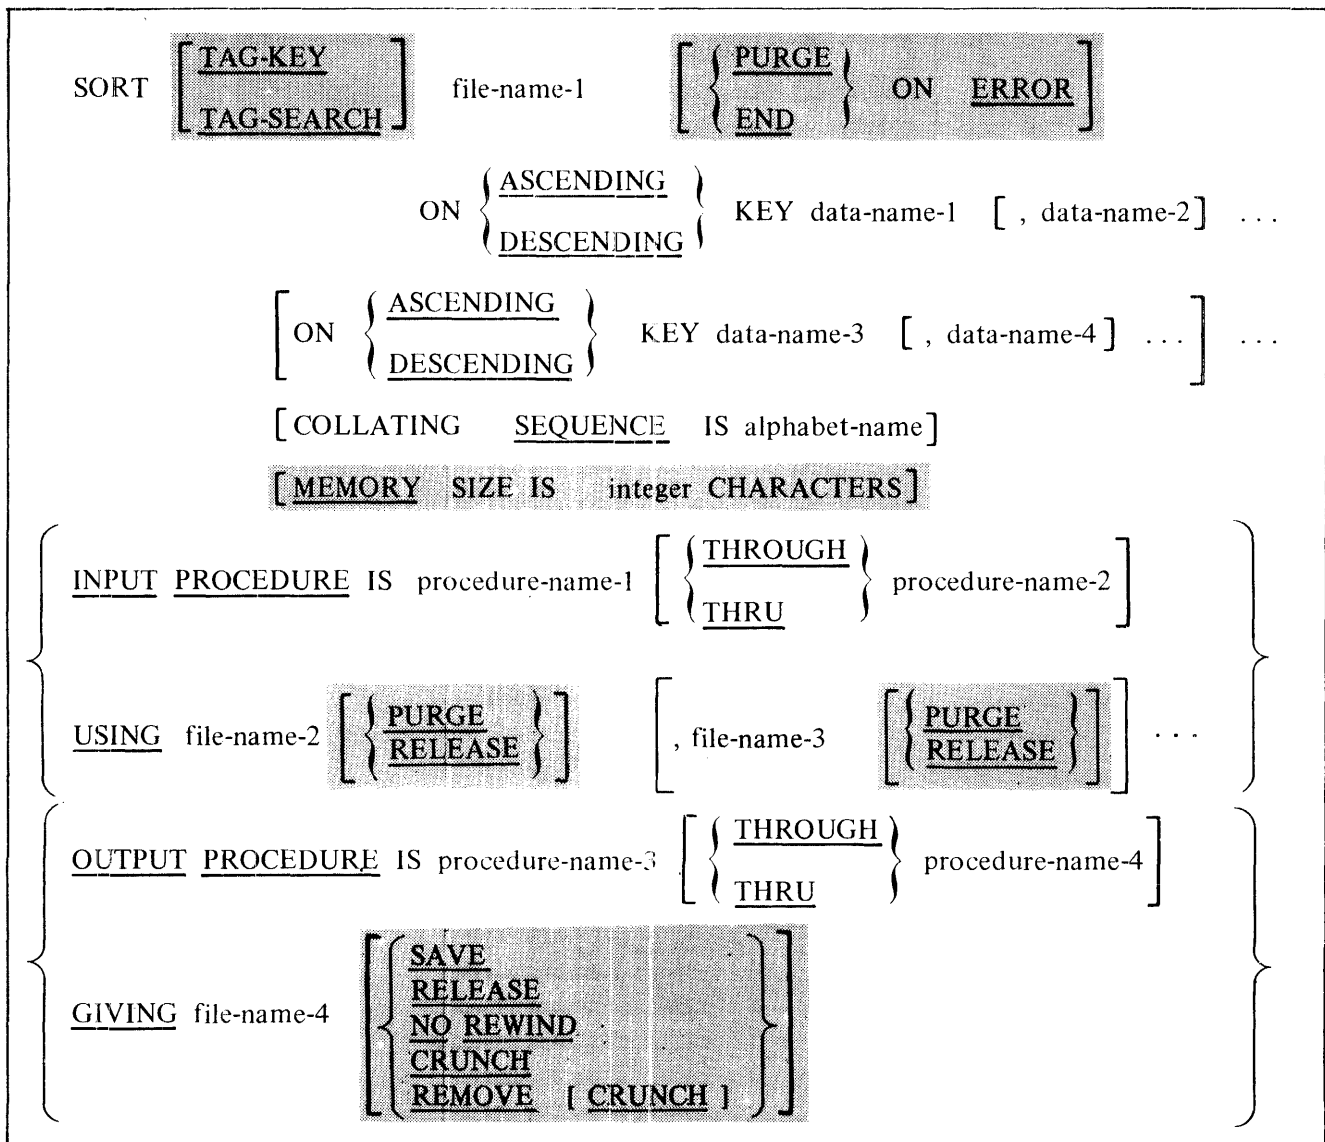 SORT [ TAG-KEY
TAG-SEARCH ] file-name-1 [ { PURGE
END } ON ERROR ]
ON { ASCENDING
DESCENDING } KEY data-name-1 [ , data-name-2] ...
[ ON { ASCENDING
DESCENDING } KEY data-name-3 [ , data-name-4 ] ... ] ...
[COLLATING SEQUENCE IS alphabet-name]
[MEMORY SIZE IS integer CHARACTERS]
{ INPUT PROCEDURE IS procedure-name-1 [ { THROUGH
THRU } procedure-name-2 ]
USING file-name-2 [ { PURGE
RELEASE } ] [ , file-name-3 [ { PURGE
RELEASE } ] ] ... }
{ OUTPUT PROCEDURE IS procedure-name-3 [ { THROUGH
THRU } procedure-name-4 ]
GIVING file-name-4 [ { SAVE
RELEASE
NO REWIND
CRUNCH
REMOVE [ CRUNCH ] } ] }